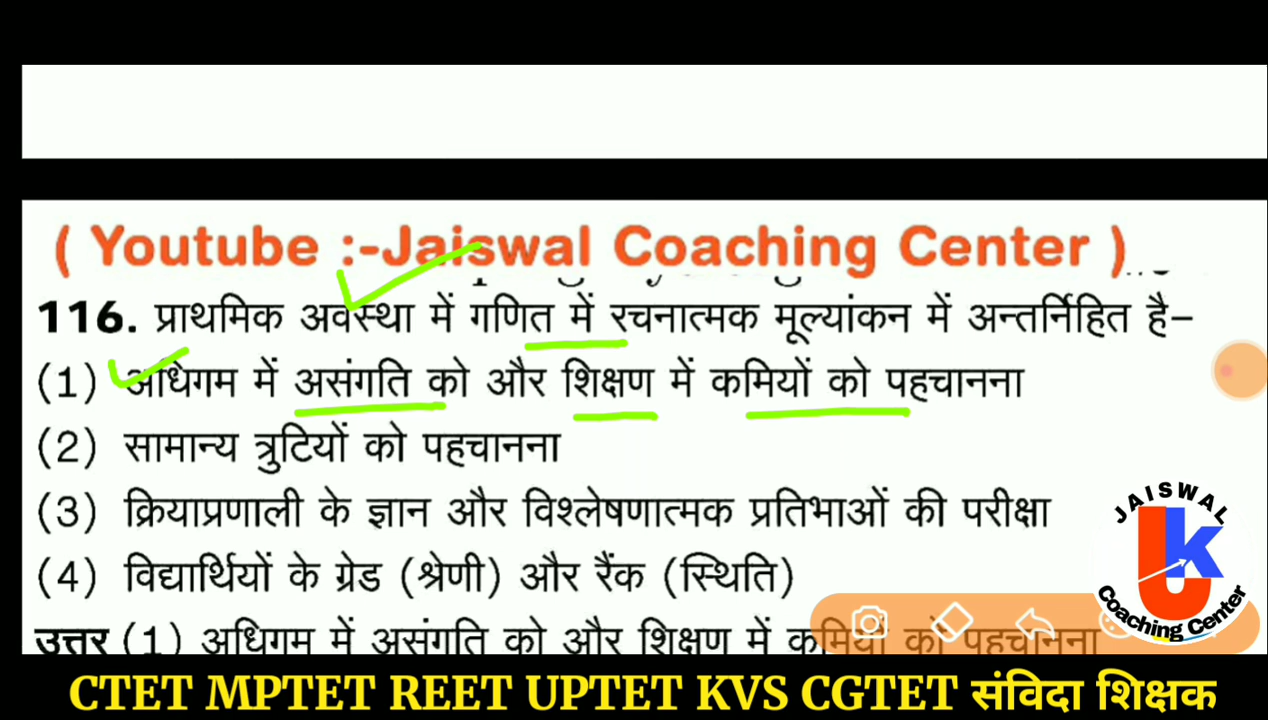 ( Youtube :-Jaiswal Coaching Center )
116. प्राथमिक अवस्था में गणित में रचनात्मक मूल्यांकन में अन्तर्निहित है–
(1) अधिगम में असंगति को और शिक्षण में कमियों को पहचानना
(2) सामान्य त्रुटियों को पहचानना
(3) क्रियाप्रणाली के ज्ञान और विश्लेषणात्मक प्रतिभाओं की परीक्षा
(4) विद्यार्थियों के ग्रेड (श्रेणी) और रैंक (स्थिति)
उत्तर (1) अधिगम में असंगति को और शिक्षण में कमियों को पहचानना
JAISWAL
UK
Coaching Center
CTET MPTET REET UPTET KVS CGTET संविदा शिक्षक